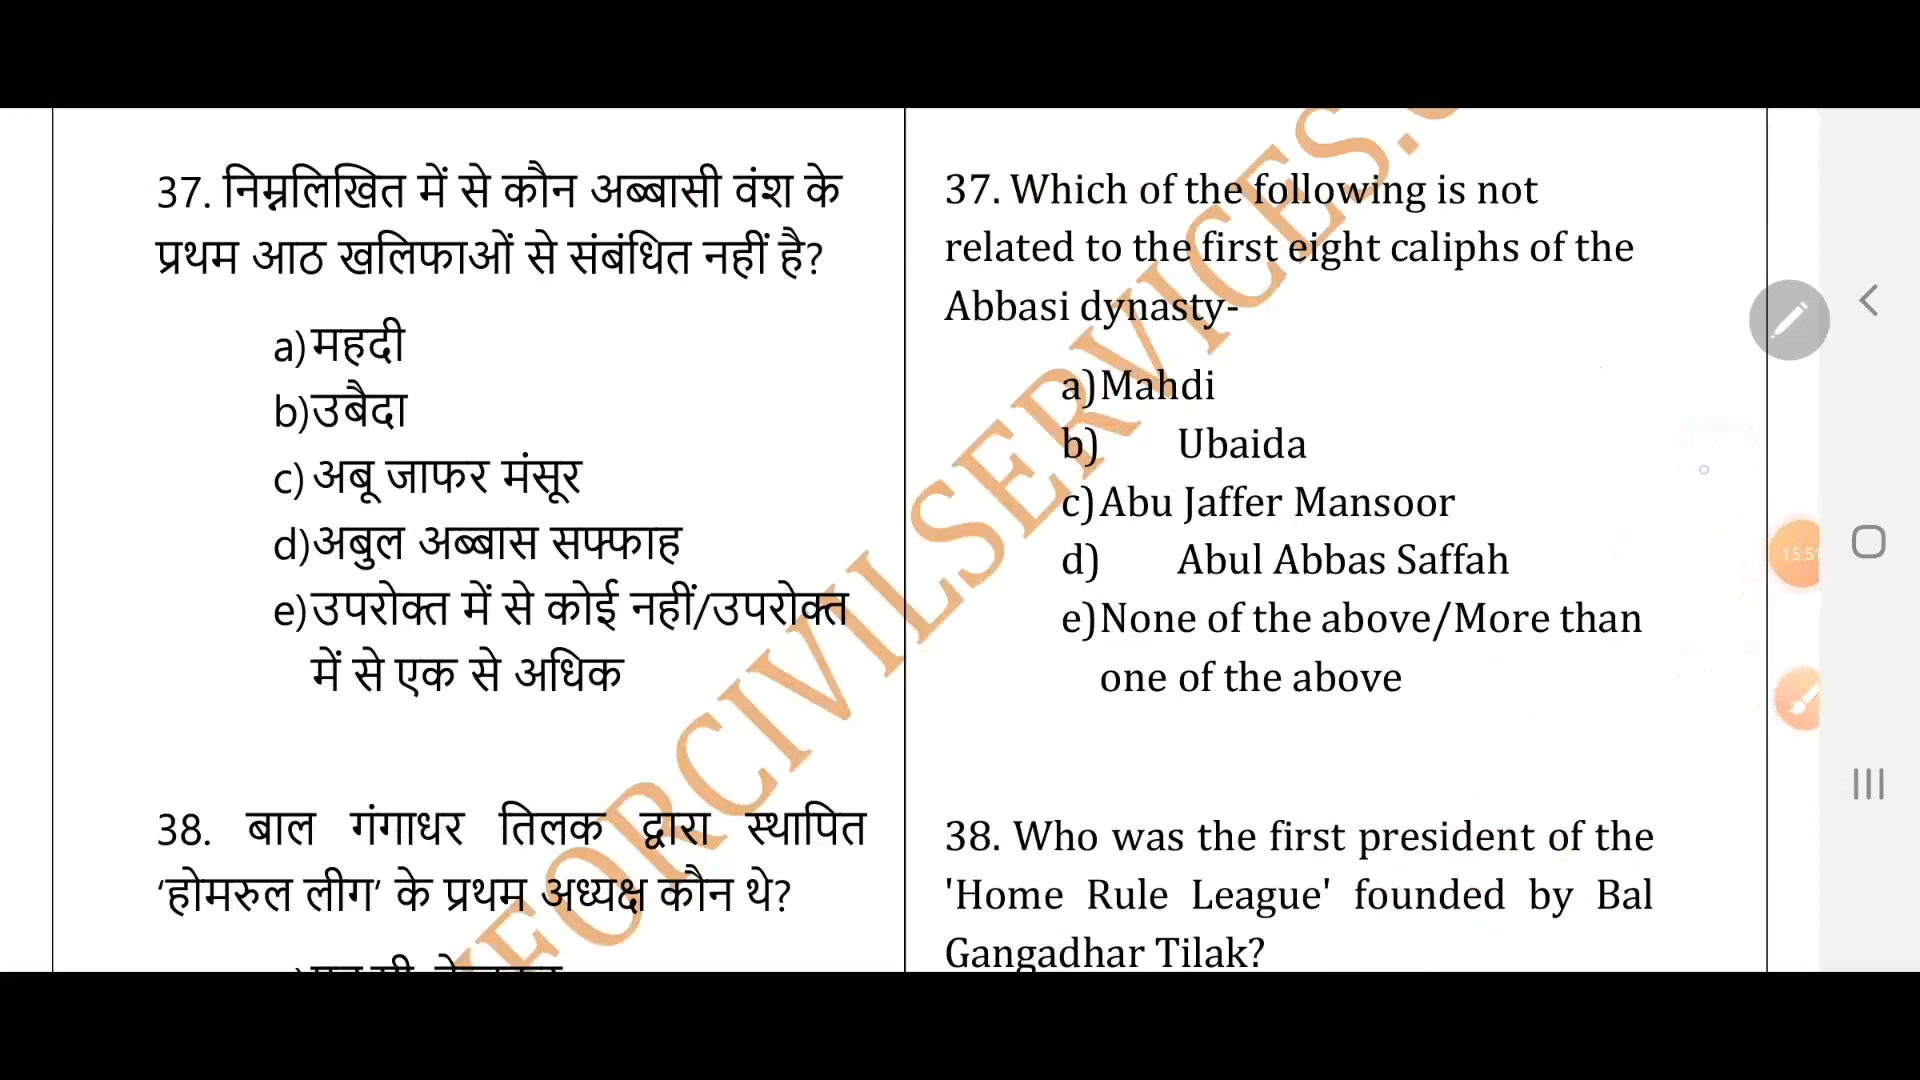 37. निम्नलिखित में से कौन अब्बासी वंश के
प्रथम आठ खलिफाओं से संबंधित नहीं है?
a)महदी
b)उबैदा
c)अबू जाफर मंसूर
d)अबुल अब्बास सफ्फाह
e)उपरोक्त में से कोई नहीं/उपरोक्त
में से एक से अधिक
38. बाल गंगाधर तिलक द्वारा स्थापित
‘होमरुल लीग’ के प्रथम अध्यक्ष कौन थे?
37. Which of the following is not
related to the first eight caliphs of the
Abbasi dynasty-
a)Mahdi
b) Ubaida
c)Abu Jaffer Mansoor
d) Abul Abbas Saffah
e)None of the above/More than
one of the above
38. Who was the first president of the
'Home Rule League' founded by Bal
Gangadhar Tilak?
FORCIVILSERVICES.
15:51